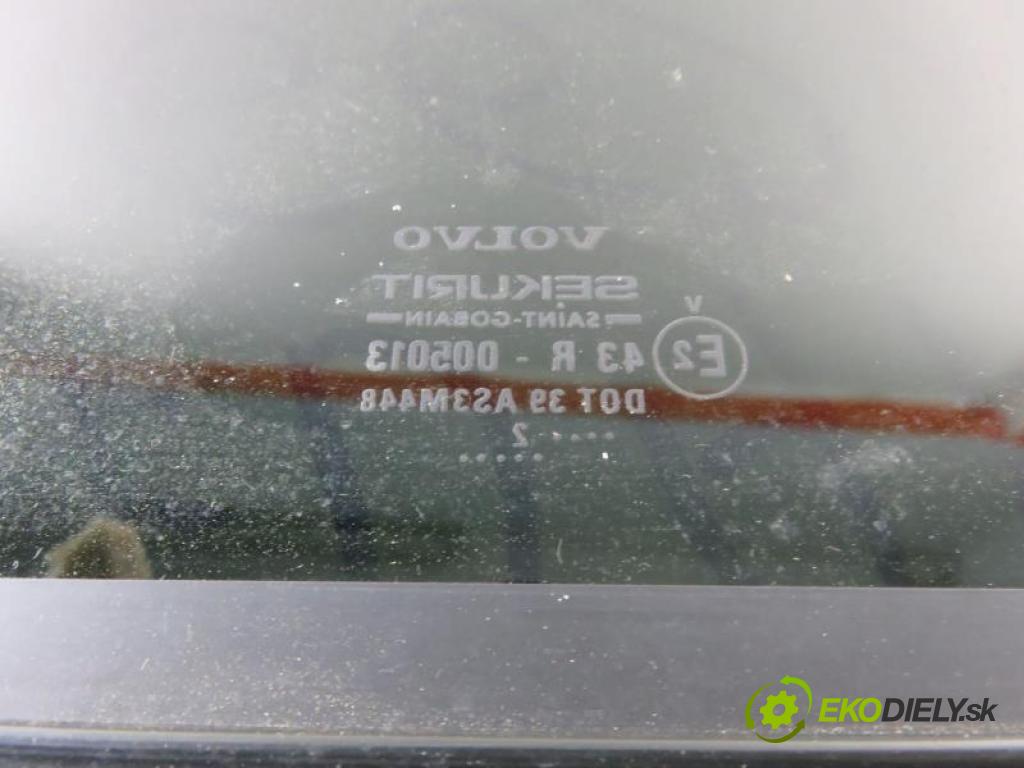 VOLVO
SEKURIT
SAINT-GOBAIN
V
E2 43 R - 005013
DOT 39 AS3M448
.... 2
......
EKODIELY.sk